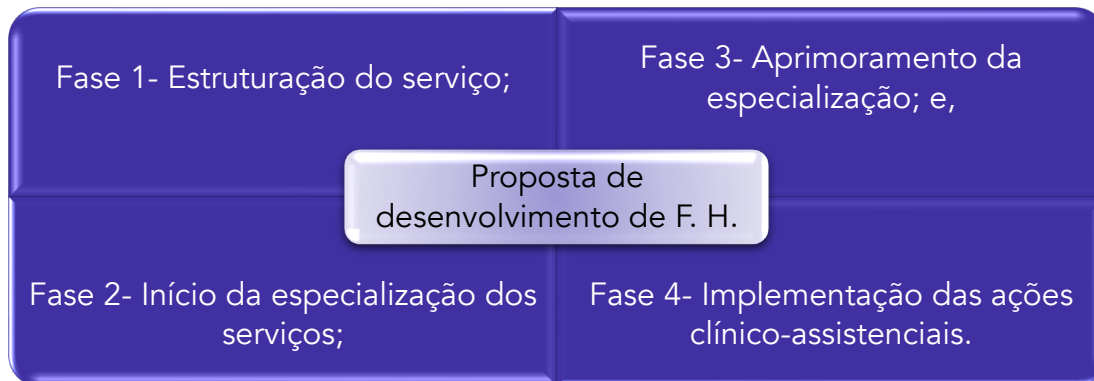 Fase 1- Estruturação do serviço;
Fase 3- Aprimoramento da
especialização; e,
Proposta de
desenvolvimento de F. H.
Fase 2- Início da especialização dos
serviços;
Fase 4- Implementação das ações
clínico-assistenciais.